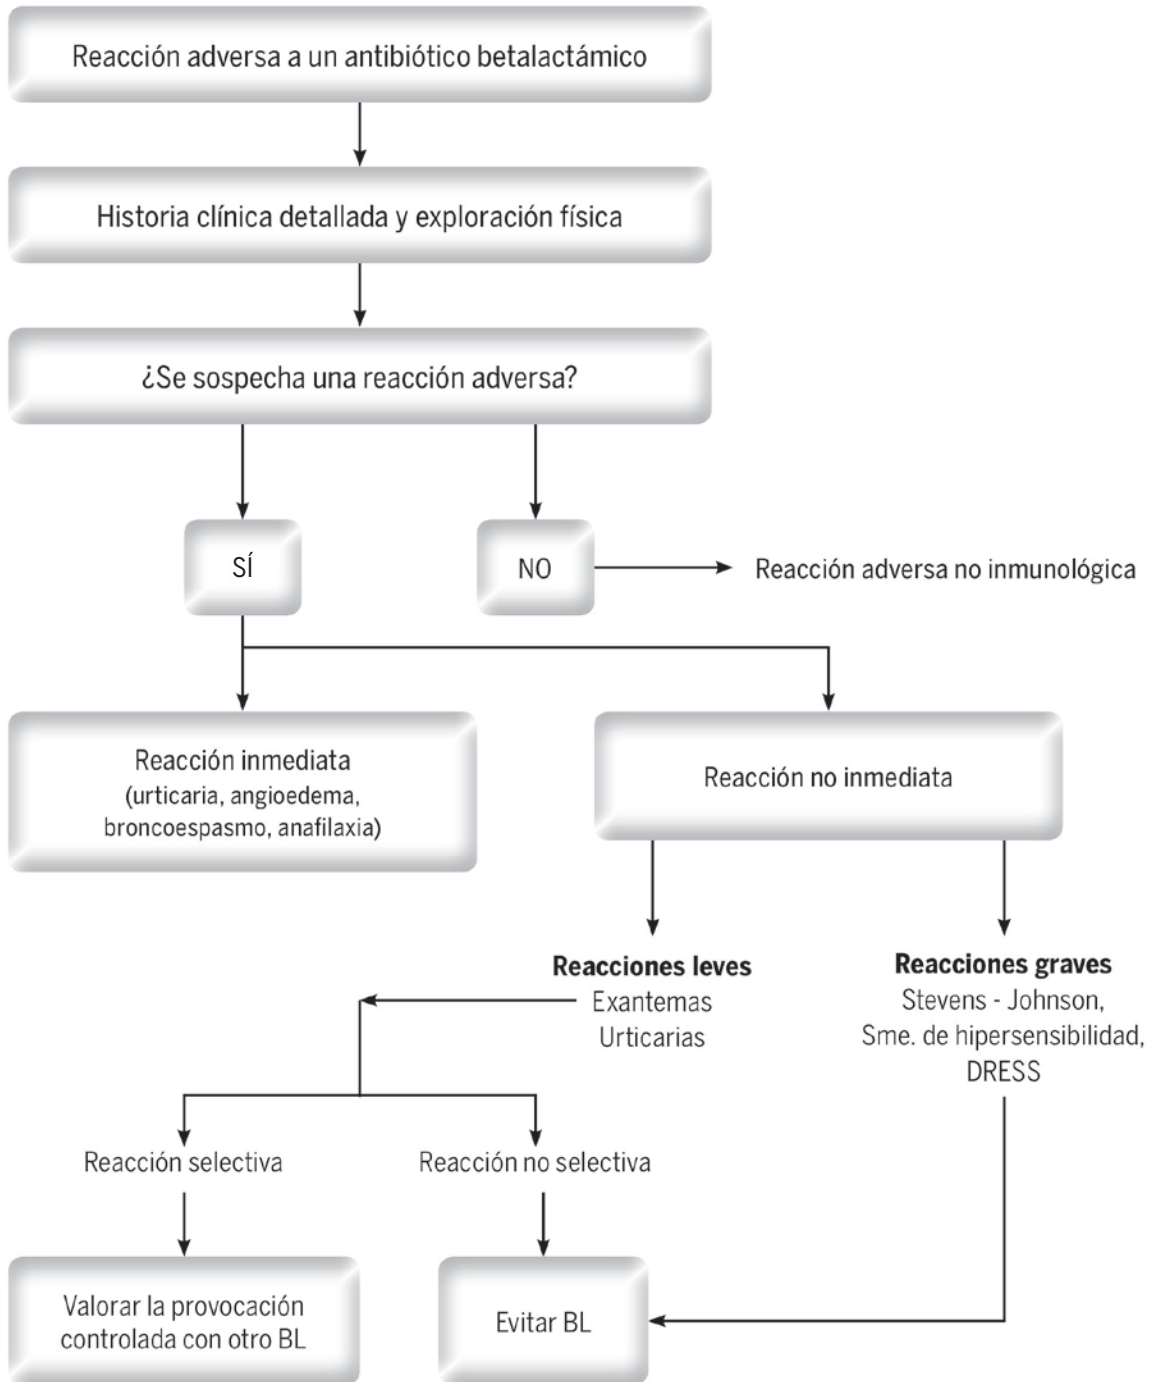 Reacción adversa a un antibiótico betalactámico
Historia clínica detallada y exploración física
¿Se sospecha una reacción adversa?
SÍ
NO
Reacción adversa no inmunológica
Reacción inmediata
(urticaria, angioedema,
broncoespasmo, anafilaxia)
Reacción no inmediata
Reacciones leves
Exantemas
Urticarias
Reacciones graves
Stevens - Johnson,
Sme. de hipersensibilidad,
DRESS
Reacción selectiva
Reacción no selectiva
Valorar la provocación
controlada con otro BL
Evitar BL